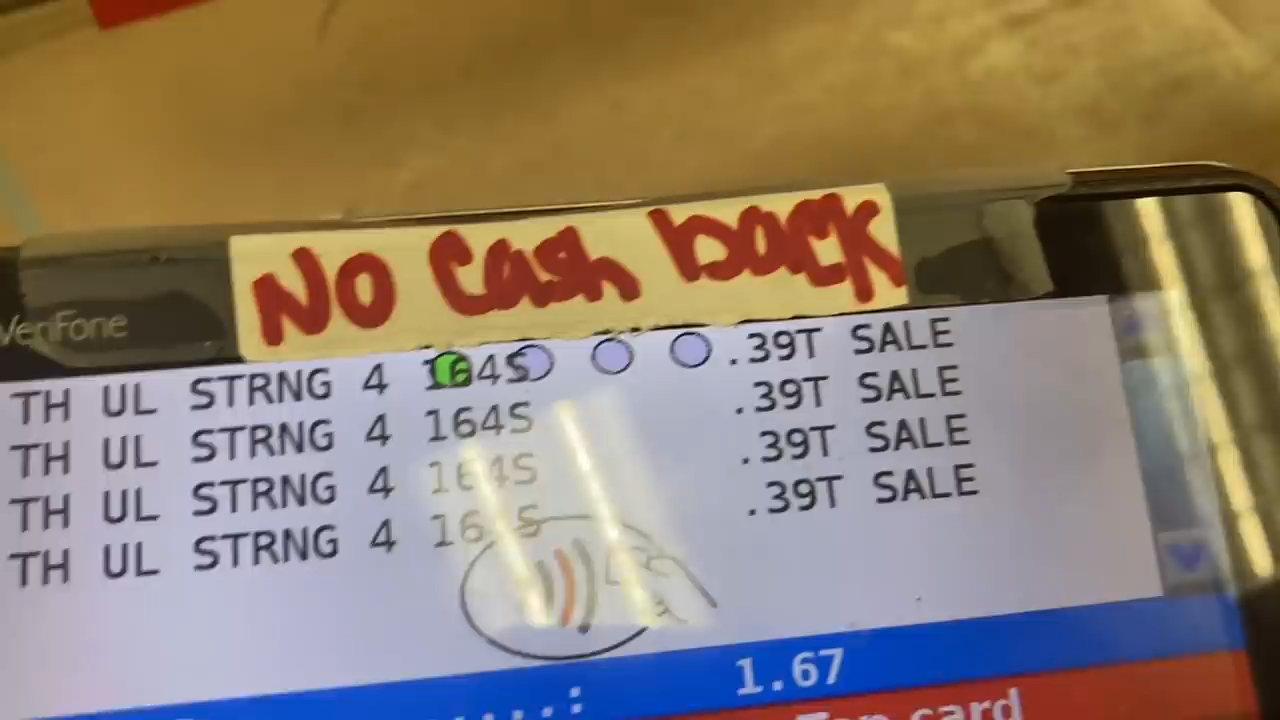 No Cash back
VeriFone
TH UL STRNG 4 164S .39T SALE
TH UL STRNG 4 164S .39T SALE
TH UL STRNG 4 164S .39T SALE
TH UL STRNG 4 16 S .39T SALE
1.67
card